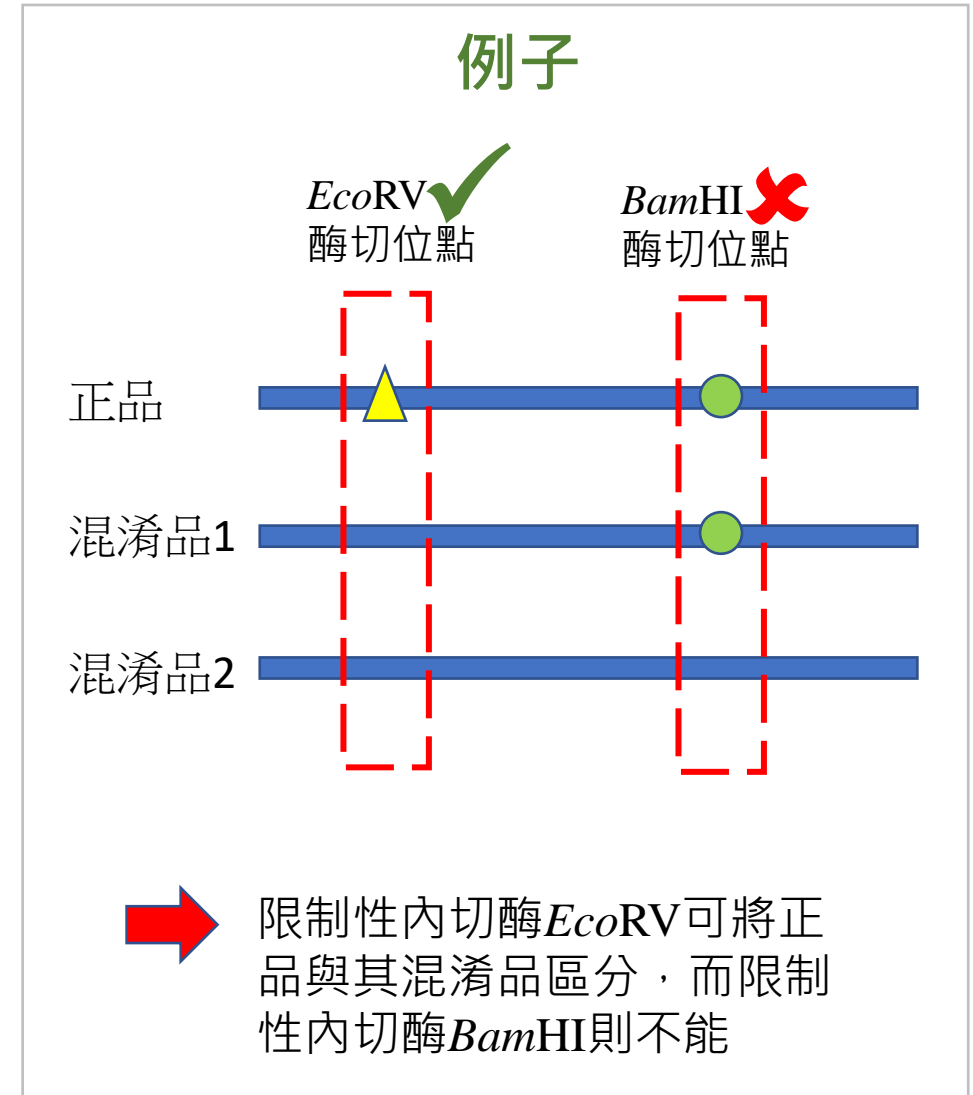 例子
EcoRV
酶切位點
BamHI
酶切位點
正品
混淆品1
混淆品2
限制性內切酶EcoRV可將正
品與其混淆品區分，而限制
性內切酶BamHI則不能